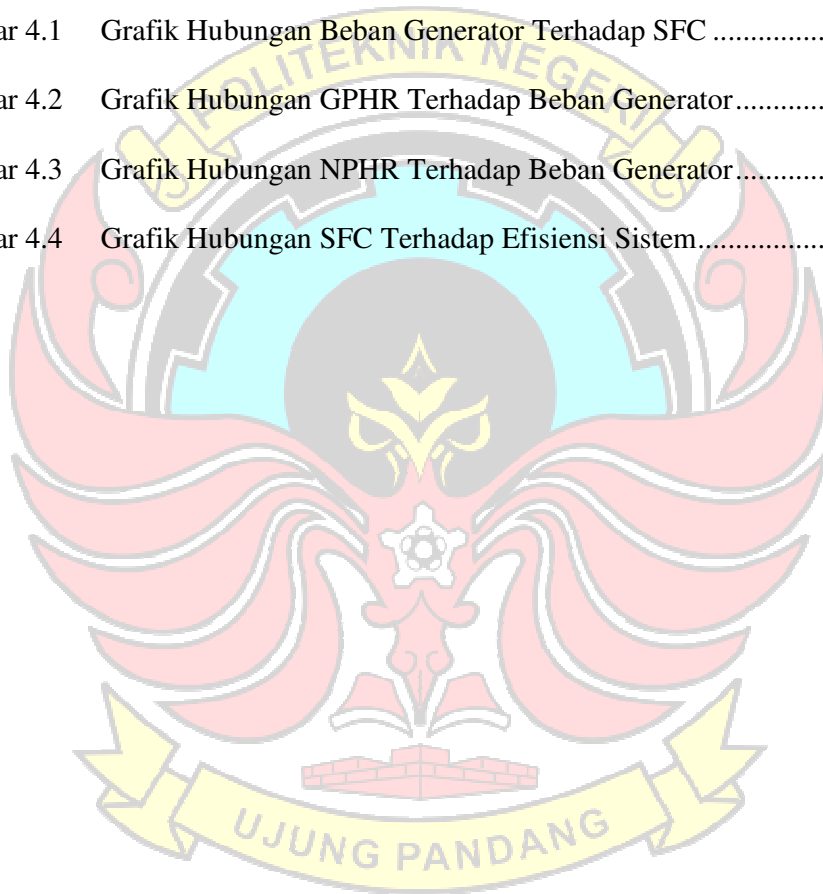 ar 4.1 Grafik Hubungan Beban Generator Terhadap SFC ...............
ar 4.2 Grafik Hubungan GPHR Terhadap Beban Generator............
ar 4.3 Grafik Hubungan NPHR Terhadap Beban Generator............
ar 4.4 Grafik Hubungan SFC Terhadap Efisiensi Sistem.................
POLITEKNIK NEGERI
UJUNG PANDANG